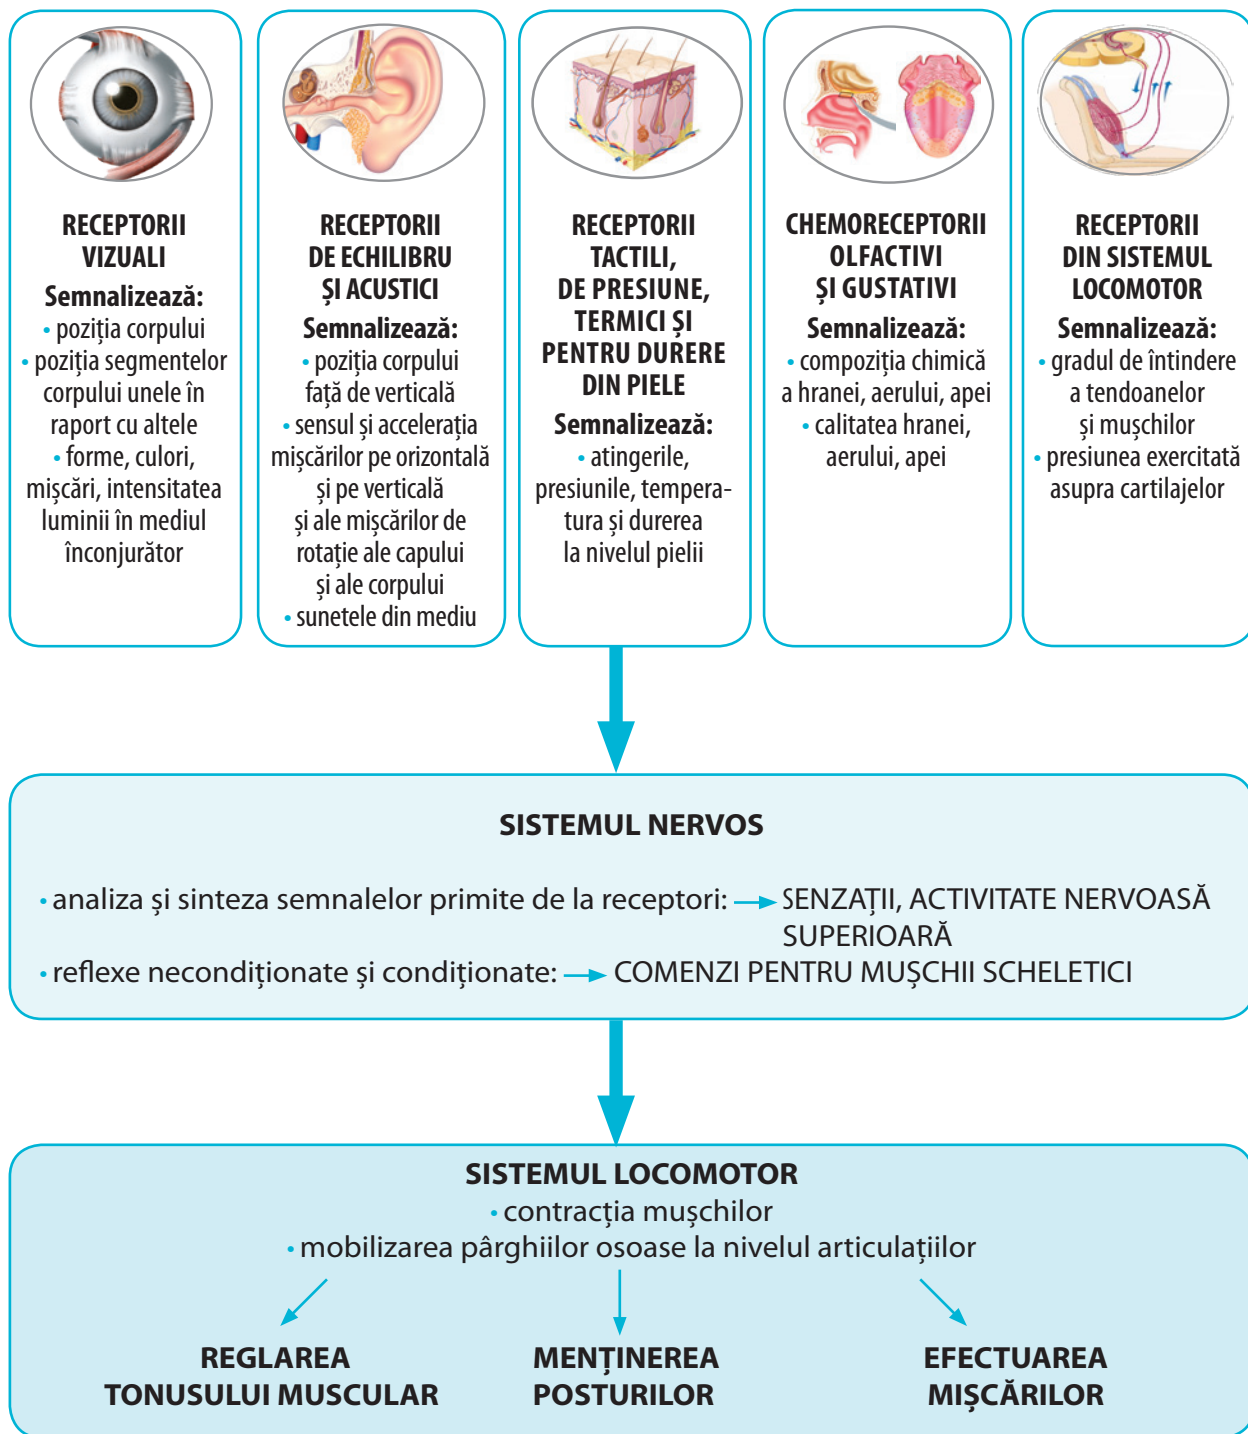 RECEPTORII
VIZUALI
Semnalizează:
• poziția corpului
• poziția segmentelor
corpului unele în
raport cu altele
• forme, culori,
mișcări, intensitatea
luminii în mediul
înconjurător
RECEPTORII
DE ECHILIBRU
ȘI ACUSTICI
Semnalizează:
• poziția corpului
față de verticală
• sensul și accelerația
mișcărilor pe orizontală
și pe verticală
și ale mișcărilor de
rotație ale capului
și ale corpului
• sunetele din mediu
RECEPTORII
TACTILI,
DE PRESIUNE,
TERMICI ȘI
PENTRU DURERE
DIN PIELE
Semnalizează:
• atingerile,
presiunile, tempera-
tura și durerea
la nivelul pielii
CHEMORECEPTORII
OLFACTIVI
ȘI GUSTATIVI
Semnalizează:
• compoziția chimică
a hranei, aerului, apei
• calitatea hranei,
aerului, apei
RECEPTORII
DIN SISTEMUL
LOCOMOTOR
Semnalizează:
• gradul de întindere
a tendoanelor
și mușchilor
• presiunea exercitată
asupra cartilajelor
SISTEMUL NERVOS
• analiza și sinteza semnalelor primite de la receptori: → SENZAȚII, ACTIVITATE NERVOASĂ
SUPERIOARĂ
• reflexe necondiționate și condiționate: → COMENZI PENTRU MUȘCHII SCHELETICI
SISTEMUL LOCOMOTOR
• contracția mușchilor
• mobilizarea pârghiilor osoase la nivelul articulațiilor
REGLAREA
TONUSULUI MUSCULAR
MENȚINEREA
POSTURILOR
EFECTUAREA
MIȘCĂRILOR